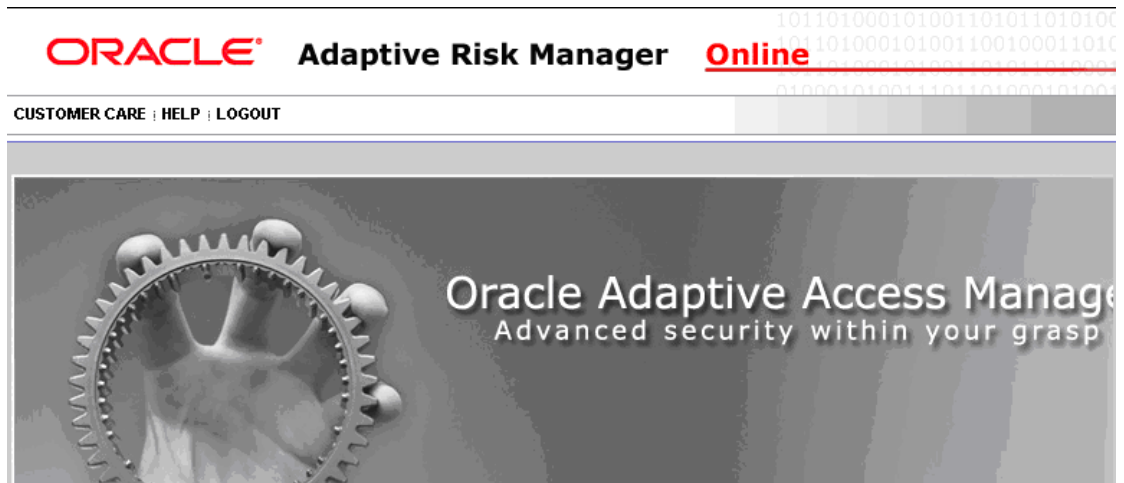 ORACLE® Adaptive Risk Manager Online
CUSTOMER CARE | HELP | LOGOUT
Oracle Adaptive Access Manage
Advanced security within your grasp